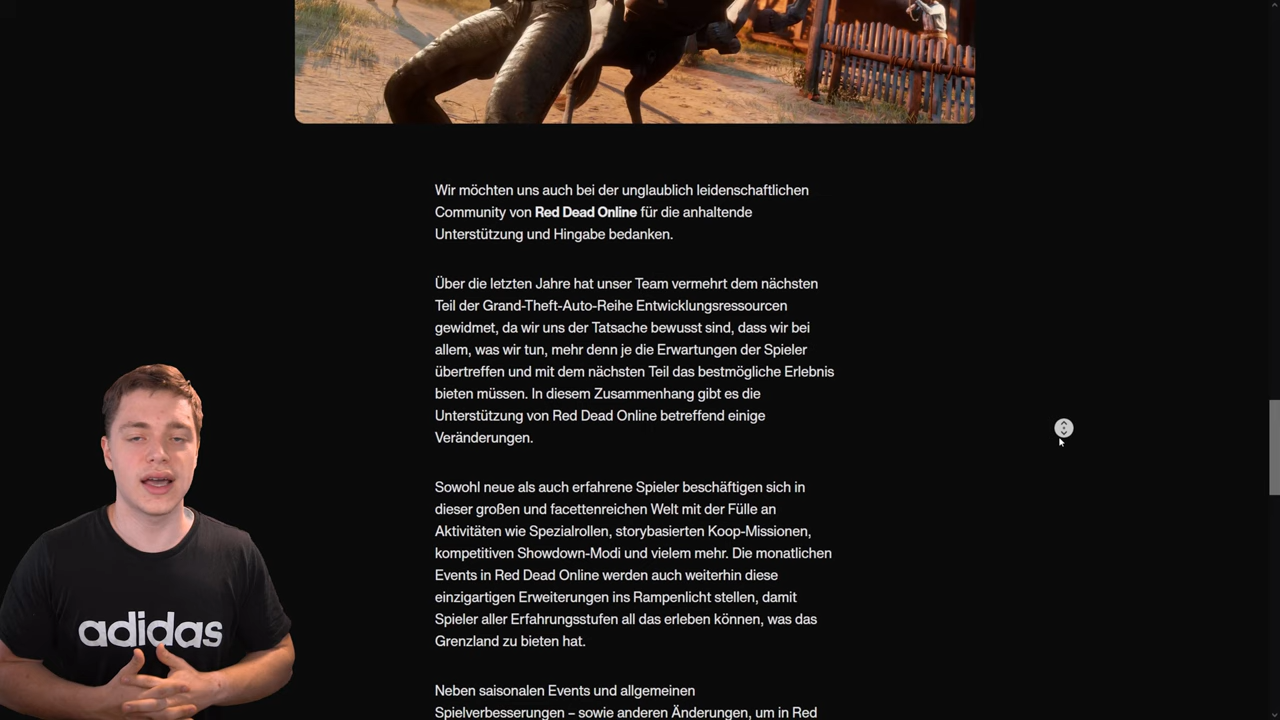 Wir möchten uns auch bei der unglaublich leidenschaftlichen
Community von Red Dead Online für die anhaltende
Unterstützung und Hingabe bedanken.
Über die letzten Jahre hat unser Team vermehrt dem nächsten
Teil der Grand-Theft-Auto-Reihe Entwicklungsressourcen
gewidmet, da wir uns der Tatsache bewusst sind, dass wir bei
allem, was wir tun, mehr denn je die Erwartungen der Spieler
übertreffen und mit dem nächsten Teil das bestmögliche Erlebnis
bieten müssen. In diesem Zusammenhang gibt es die
Unterstützung von Red Dead Online betreffend einige
Veränderungen.
Sowohl neue als auch erfahrene Spieler beschäftigen sich in
dieser großen und facettenreichen Welt mit der Fülle an
Aktivitäten wie Spezialrollen, storybasierten Koop-Missionen,
kompetitiven Showdown-Modi und vielem mehr. Die monatlichen
Events in Red Dead Online werden auch weiterhin diese
einzigartigen Erweiterungen ins Rampenlicht stellen, damit
Spieler aller Erfahrungsstufen all das erleben können, was das
Grenzland zu bieten hat.
Neben saisonalen Events und allgemeinen
Spielverbesserungen – sowie anderen Änderungen, um in Red
adidas